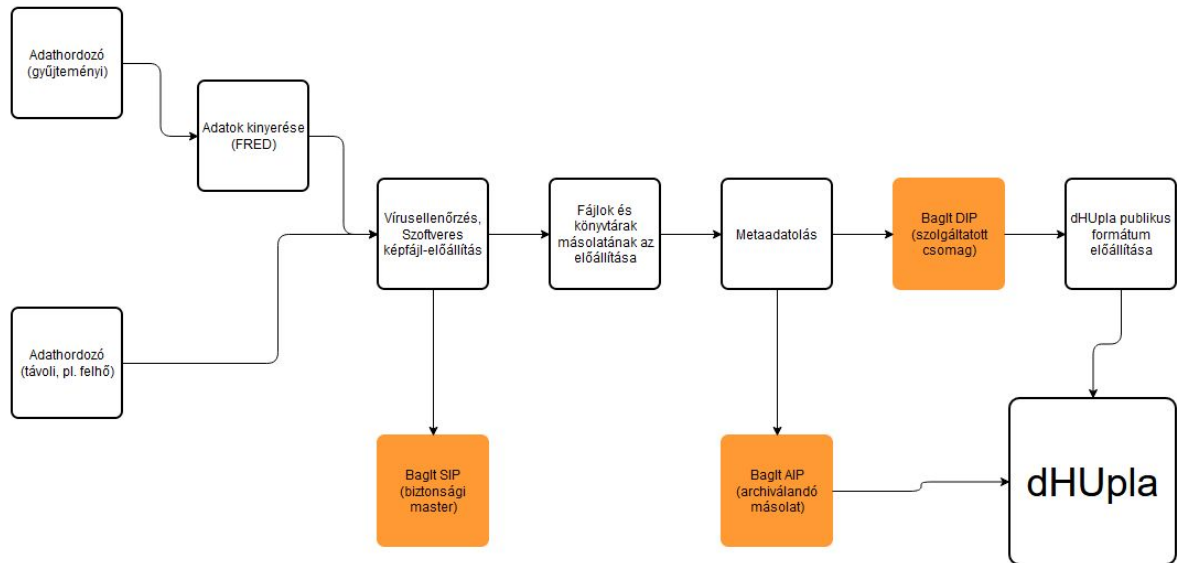 Adathordozó
(gyűjteményi)
Adatok kinyerése
(FRED)
Vírusellenőrzés,
Szoftveres
képfájl-előállítás
Fájlok és
könyvtárak
másolatának az
előállítása
Metaadatolás
BagIt DIP
(szolgáltatott
csomag)
dHUpla publikus
formátum
előállítása
Adathordozó
(távoli, pl. felhő)
BagIt SIP
(biztonsági
master)
BagIt AIP
(archiválandó
másolat)
dHUpla